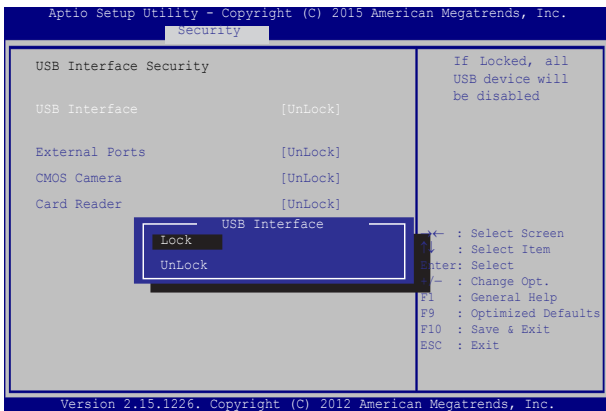 Aptio Setup Utility - Copyright (C) 2015 American Megatrends, Inc.
Security
USB Interface Security
USB Interface [UnLock]
External Ports [UnLock]
CMOS Camera [UnLock]
Card Reader [UnLock]
USB Interface
Lock
UnLock
If Locked, all
USB device will
be disabled
→← : Select Screen
: Select Item
Enter: Select
+/— : Change Opt.
F1 : General Help
F9 : Optimized Defaults
F10 : Save & Exit
ESC : Exit
Version 2.15.1226. Copyright (C) 2012 American Megatrends, Inc.